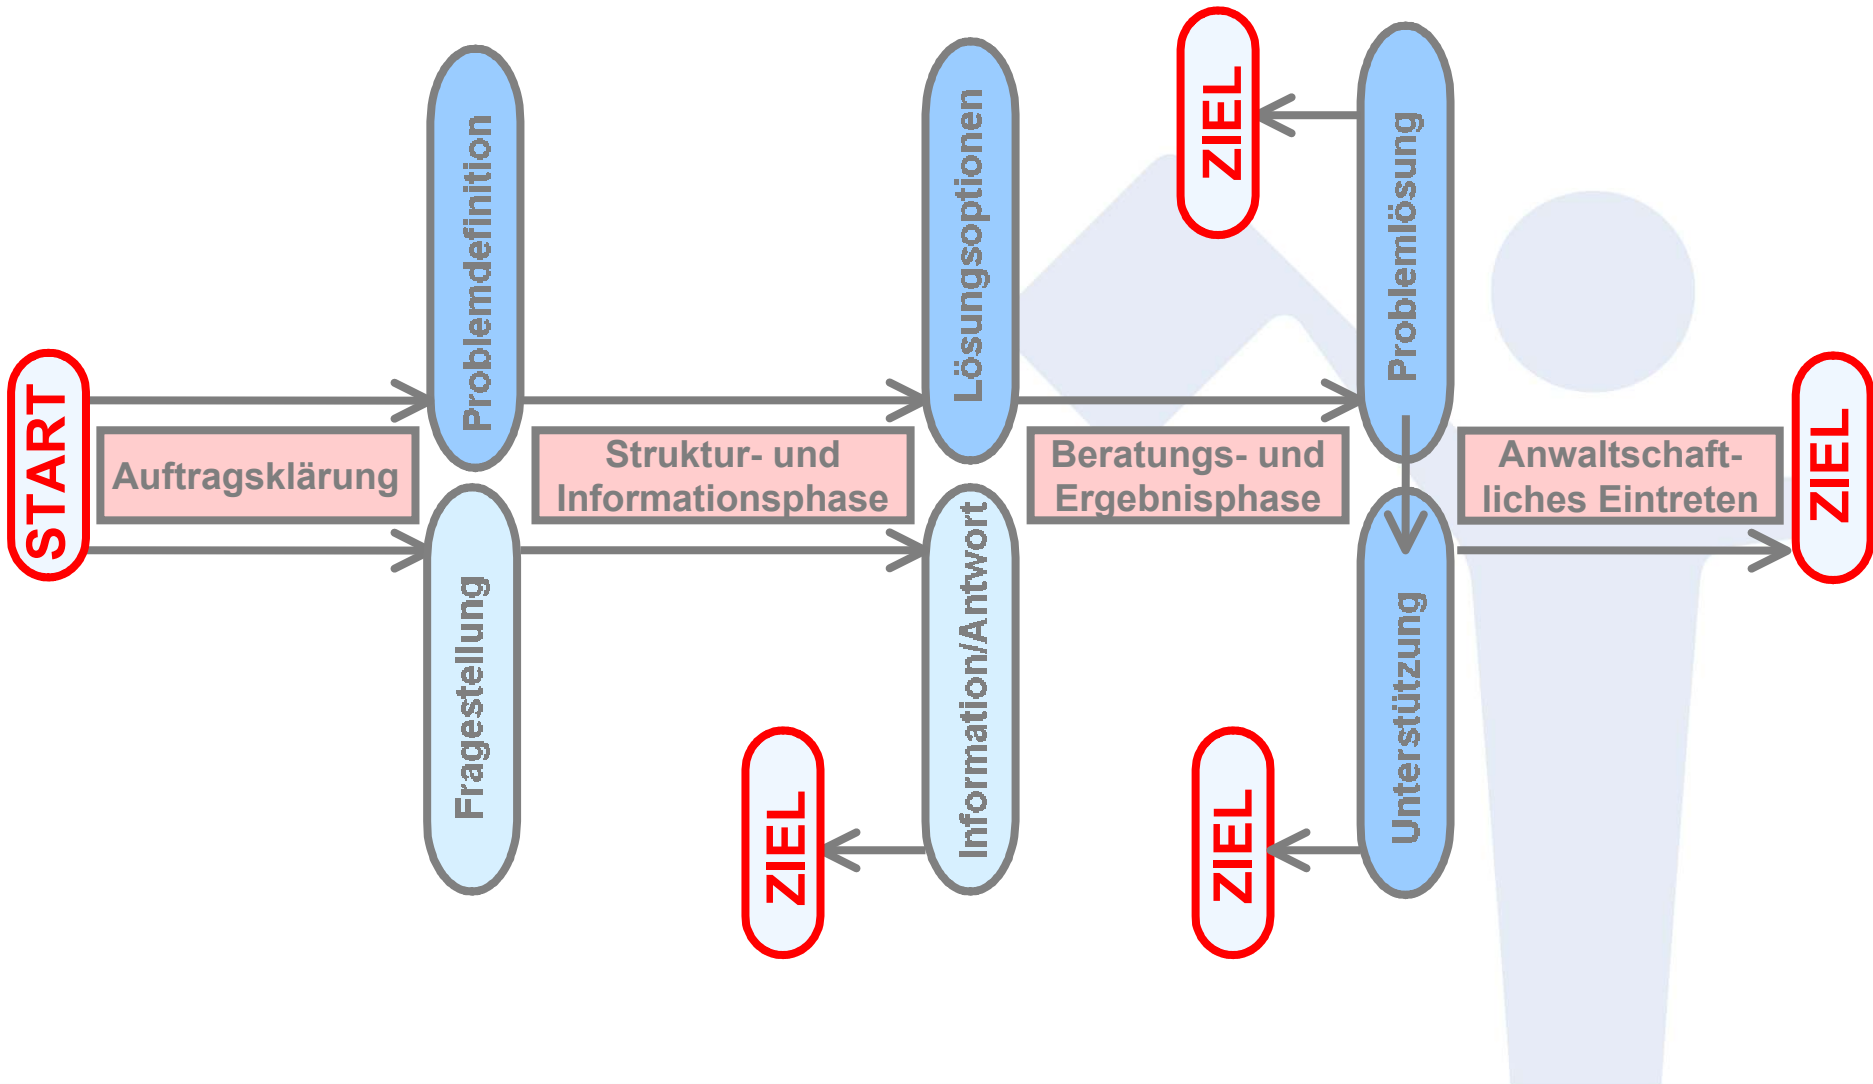 START
Auftragsklärung
Problemdefinition
Fragestellung
Struktur- und
Informationsphase
Lösungsoptionen
Information/Antwort
ZIEL
Beratungs- und
Ergebnisphase
ZIEL
Problemlösung
Unterstützung
ZIEL
Anwaltschaft-
liches Eintreten
ZIEL